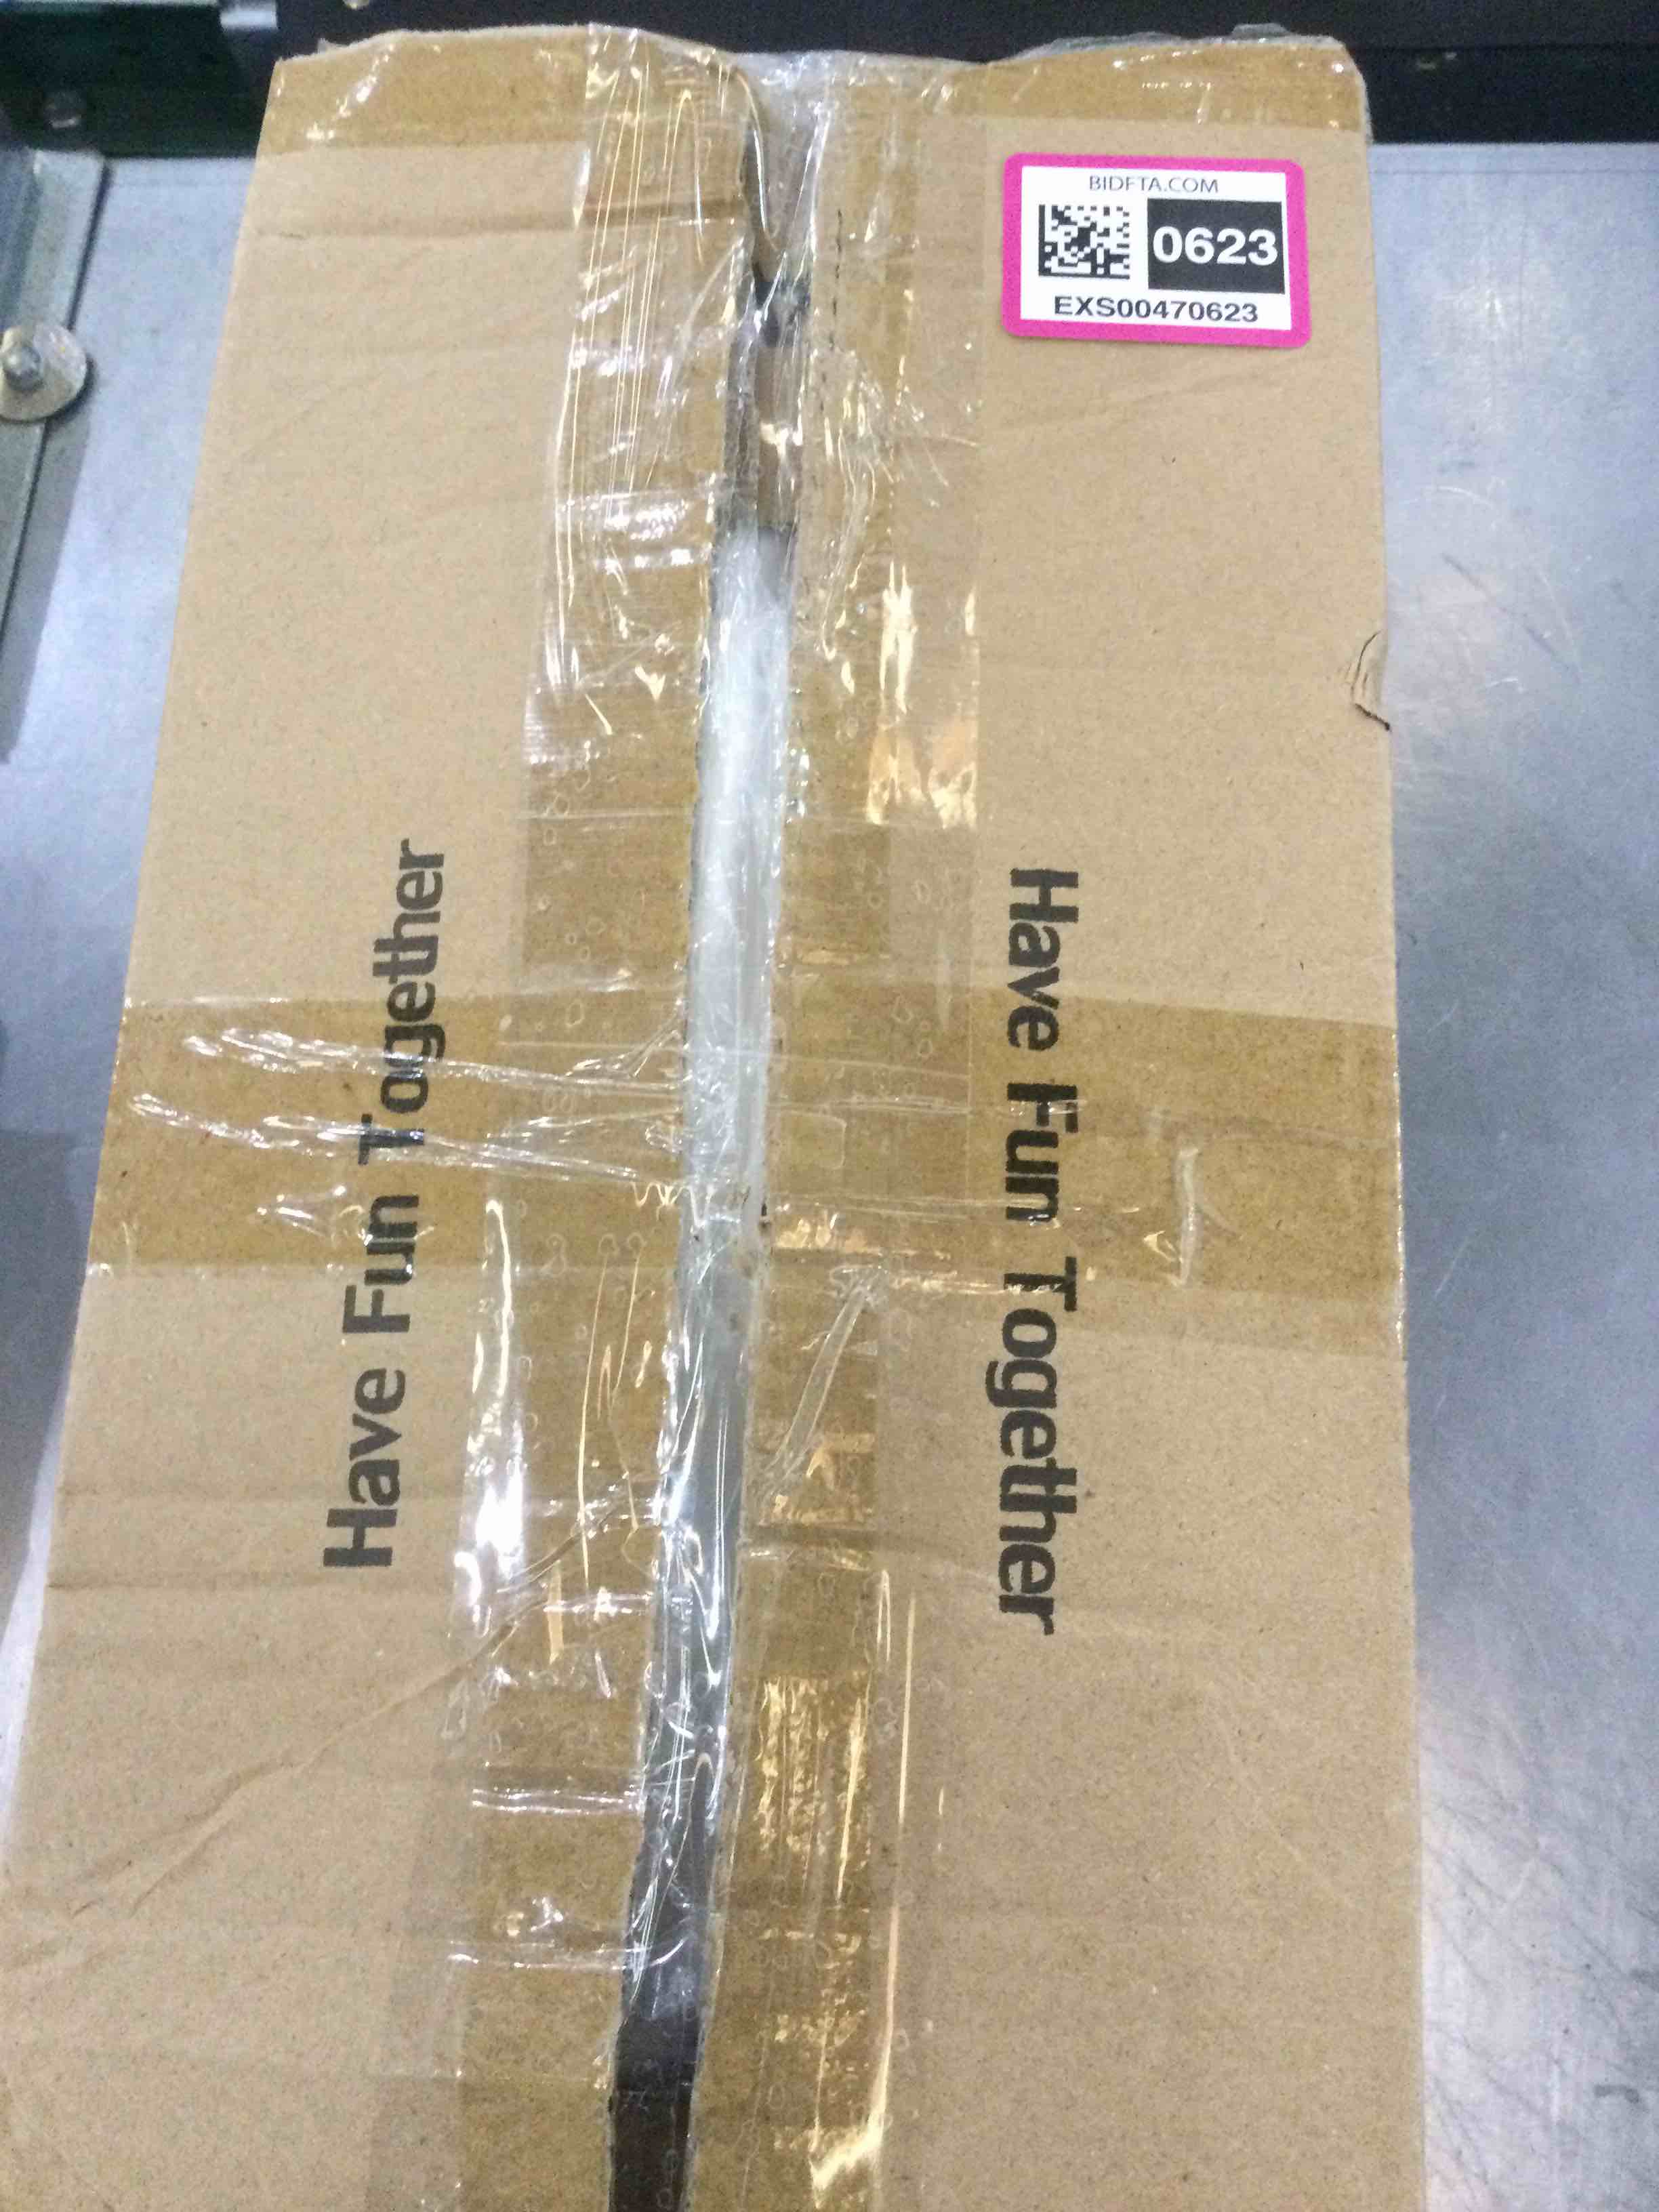 BIDFTA.COM
0623
EXS00470623
Have Fun Together
Have Fun Together